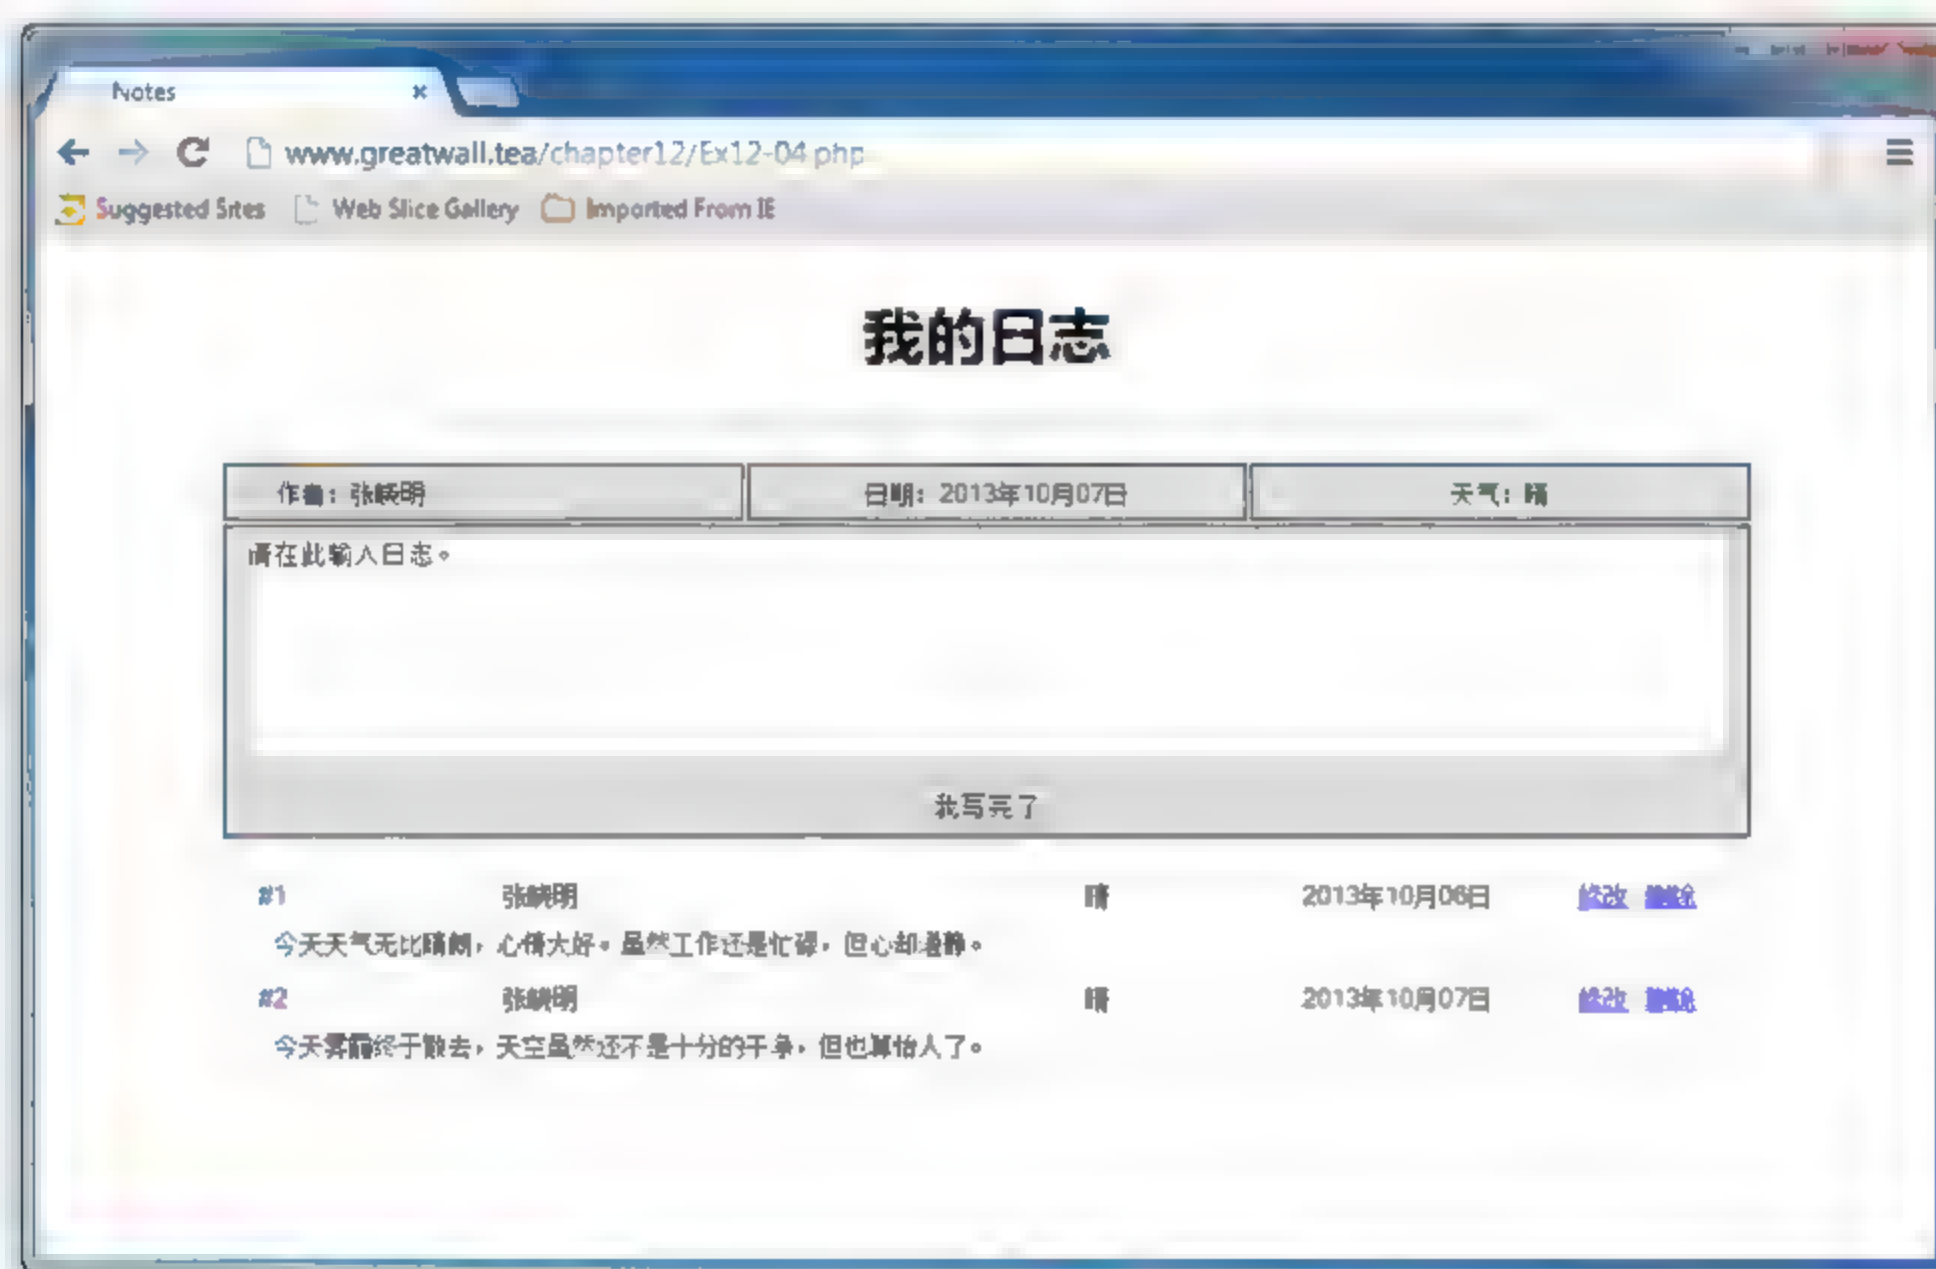 Notes
www.greatwall.tea/chapter12/Ex12-04.php
Suggested Sites Web Slice Gallery Imported From IE
我的日志
作者：张晓明 日期：2013年10月07日 天气：晴
请在此输入日志。
我写完了
#1 张晓明 晴 2013年10月06日 修改 删除
今天天气无比晴朗，心情大好。虽然工作还是忙碌，但心却道静。
#2 张晓明 晴 2013年10月07日 修改 删除
今天雾霾终于散去，天空虽然还不是十分的干净，但也算怡人了。